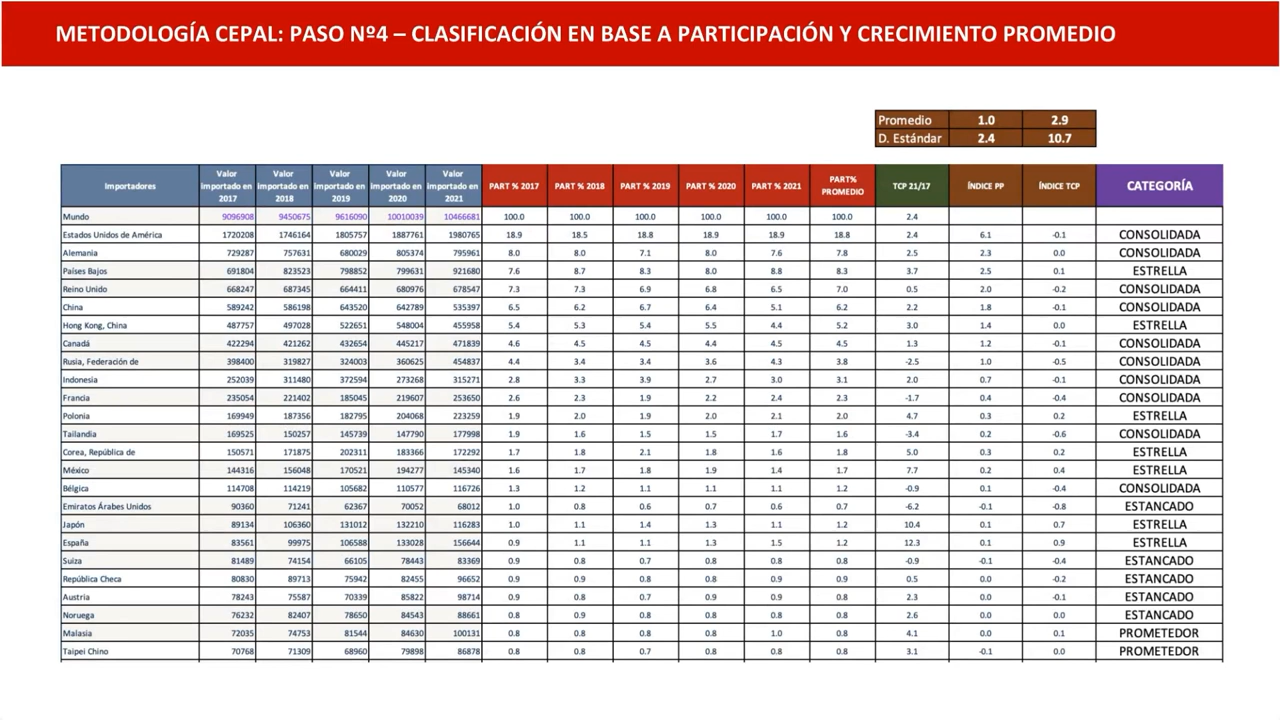 METODOLOGÍA CEPAL: PASO Nº4 – CLASIFICACIÓN EN BASE A PARTICIPACIÓN Y CRECIMIENTO PROMEDIO
Promedio 1.0 2.9
D. Estándar 2.4 10.7
Importadores Valor importado en 2017 Valor importado en 2018 Valor importado en 2019 Valor importado en 2020 Valor importado en 2021 PART % 2017 PART % 2018 PART % 2019 PART % 2020 PART % 2021 PART% PROMEDIO TCP 21/17 ÍNDICE PP ÍNDICE TCP CATEGORÍA
Mundo 9096908 9450675 9616090 10010039 10466681 100.0 100.0 100.0 100.0 100.0 100.0 2.4
Estados Unidos de América 1720208 1746164 1805757 1887761 1980765 18.9 18.5 18.8 18.9 18.9 18.8 2.4 6.1 -0.1 CONSOLIDADA
Alemania 729287 757631 680029 805374 795961 8.0 8.0 7.1 8.0 7.6 7.8 2.5 2.3 0.0 CONSOLIDADA
Países Bajos 691804 823523 798852 799631 921680 7.6 8.7 8.3 8.0 8.8 8.3 3.7 2.5 0.1 ESTRELLA
Reino Unido 668247 687345 664411 680976 678547 7.3 7.3 6.9 6.8 6.5 7.0 0.5 2.0 -0.2 CONSOLIDADA
China 589242 586198 643520 642789 535397 6.5 6.2 6.7 6.4 5.1 6.2 2.2 1.8 -0.1 CONSOLIDADA
Hong Kong, China 487757 497028 522651 548004 455958 5.4 5.3 5.4 5.5 4.4 5.2 3.0 1.4 0.0 ESTRELLA
Canadá 422294 421262 432654 445217 471839 4.6 4.5 4.5 4.4 4.5 4.5 1.3 1.2 -0.1 CONSOLIDADA
Rusia, Federación de 398400 319827 324003 360625 454837 4.4 3.4 3.4 3.6 4.3 3.8 -2.5 1.0 -0.5 CONSOLIDADA
Indonesia 252039 311480 372594 273268 315271 2.8 3.3 3.9 2.7 3.0 3.1 2.0 0.7 -0.1 CONSOLIDADA
Francia 235054 221402 185045 219607 253650 2.6 2.3 1.9 2.2 2.4 2.3 -1.7 0.4 -0.4 CONSOLIDADA
Polonia 169949 187356 182795 204068 223259 1.9 2.0 1.9 2.0 2.1 2.0 4.7 0.3 0.2 ESTRELLA
Tailandia 169525 150257 145739 147790 177998 1.9 1.6 1.5 1.5 1.7 1.6 -3.4 0.2 -0.6 CONSOLIDADA
Corea, República de 150571 171875 202311 183366 172292 1.7 1.8 2.1 1.8 1.6 1.8 5.0 0.3 0.2 ESTRELLA
México 144316 156048 170521 194277 145340 1.6 1.7 1.8 1.9 1.4 1.7 7.7 0.2 0.4 ESTRELLA
Bélgica 114708 114219 105682 110577 116726 1.3 1.2 1.1 1.1 1.1 1.2 -0.9 0.1 -0.4 CONSOLIDADA
Emiratos Árabes Unidos 90360 71241 62367 70052 68012 1.0 0.8 0.6 0.7 0.6 0.7 -6.2 -0.1 -0.8 ESTANCADO
Japón 89134 106360 131012 132210 116283 1.0 1.1 1.4 1.3 1.1 1.2 10.4 0.1 0.7 ESTRELLA
España 83561 99975 106588 133028 156644 0.9 1.1 1.1 1.3 1.5 1.2 12.3 0.1 0.9 ESTRELLA
Suiza 81489 74154 66105 78443 83369 0.9 0.8 0.7 0.8 0.8 0.8 -0.9 -0.1 -0.4 ESTANCADO
República Checa 80830 89713 75942 82455 96652 0.9 0.9 0.8 0.8 0.9 0.9 0.5 0.0 -0.2 ESTANCADO
Austria 78243 75587 70339 85822 98714 0.9 0.8 0.7 0.9 0.9 0.8 2.3 0.0 -0.1 ESTANCADO
Noruega 76232 82407 78650 84543 88661 0.8 0.9 0.8 0.8 0.8 0.8 2.6 0.0 0.0 ESTANCADO
Malasia 72035 74753 81544 84630 100131 0.8 0.8 0.8 0.8 1.0 0.8 4.1 0.0 0.1 PROMETEDOR
Taipei Chino 70768 71309 68960 79898 86878 0.8 0.8 0.7 0.8 0.8 0.8 3.1 -0.1 0.0 PROMETEDOR